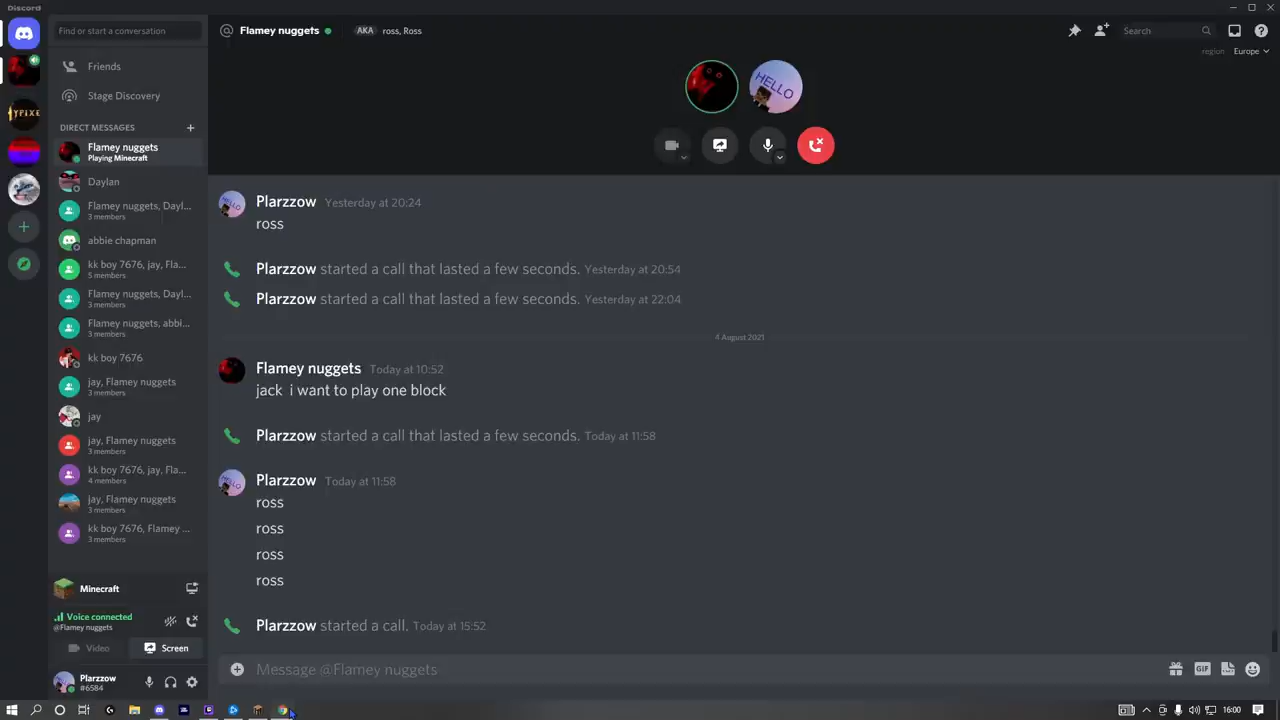 Discord
Find or start a conversation
Flamey nuggets
AKA ross, Ross
Search
region Europe
Friends
Stage Discovery
DIRECT MESSAGES
Flamey nuggets
Playing Minecraft
Daylan
Flamey nuggets, Dayl...
3 members
abbie chapman
kk boy 7676, jay, Fla...
5 members
Flamey nuggets, Dayl...
3 members
Flamey nuggets, abbi...
3 members
kk boy 7676
jay, Flamey nuggets
3 members
jay
jay, Flamey nuggets
3 members
kk boy 7676, jay, Fla...
4 members
jay, Flamey nuggets
3 members
kk boy 7676, Flamey ...
3 members
Minecraft
Voice connected
@Flamey nuggets
Video
Screen
Plarzzow
#6584
HELLO
Plarzzow Yesterday at 20:24
ross
Plarzzow started a call that lasted a few seconds. Yesterday at 20:54
Plarzzow started a call that lasted a few seconds. Yesterday at 22:04
4 August 2021
Flamey nuggets Today at 10:52
jack i want to play one block
Plarzzow started a call that lasted a few seconds. Today at 11:58
Plarzzow Today at 11:58
ross
ross
ross
ross
Plarzzow started a call. Today at 15:52
Message @Flamey nuggets
GIF
16:00